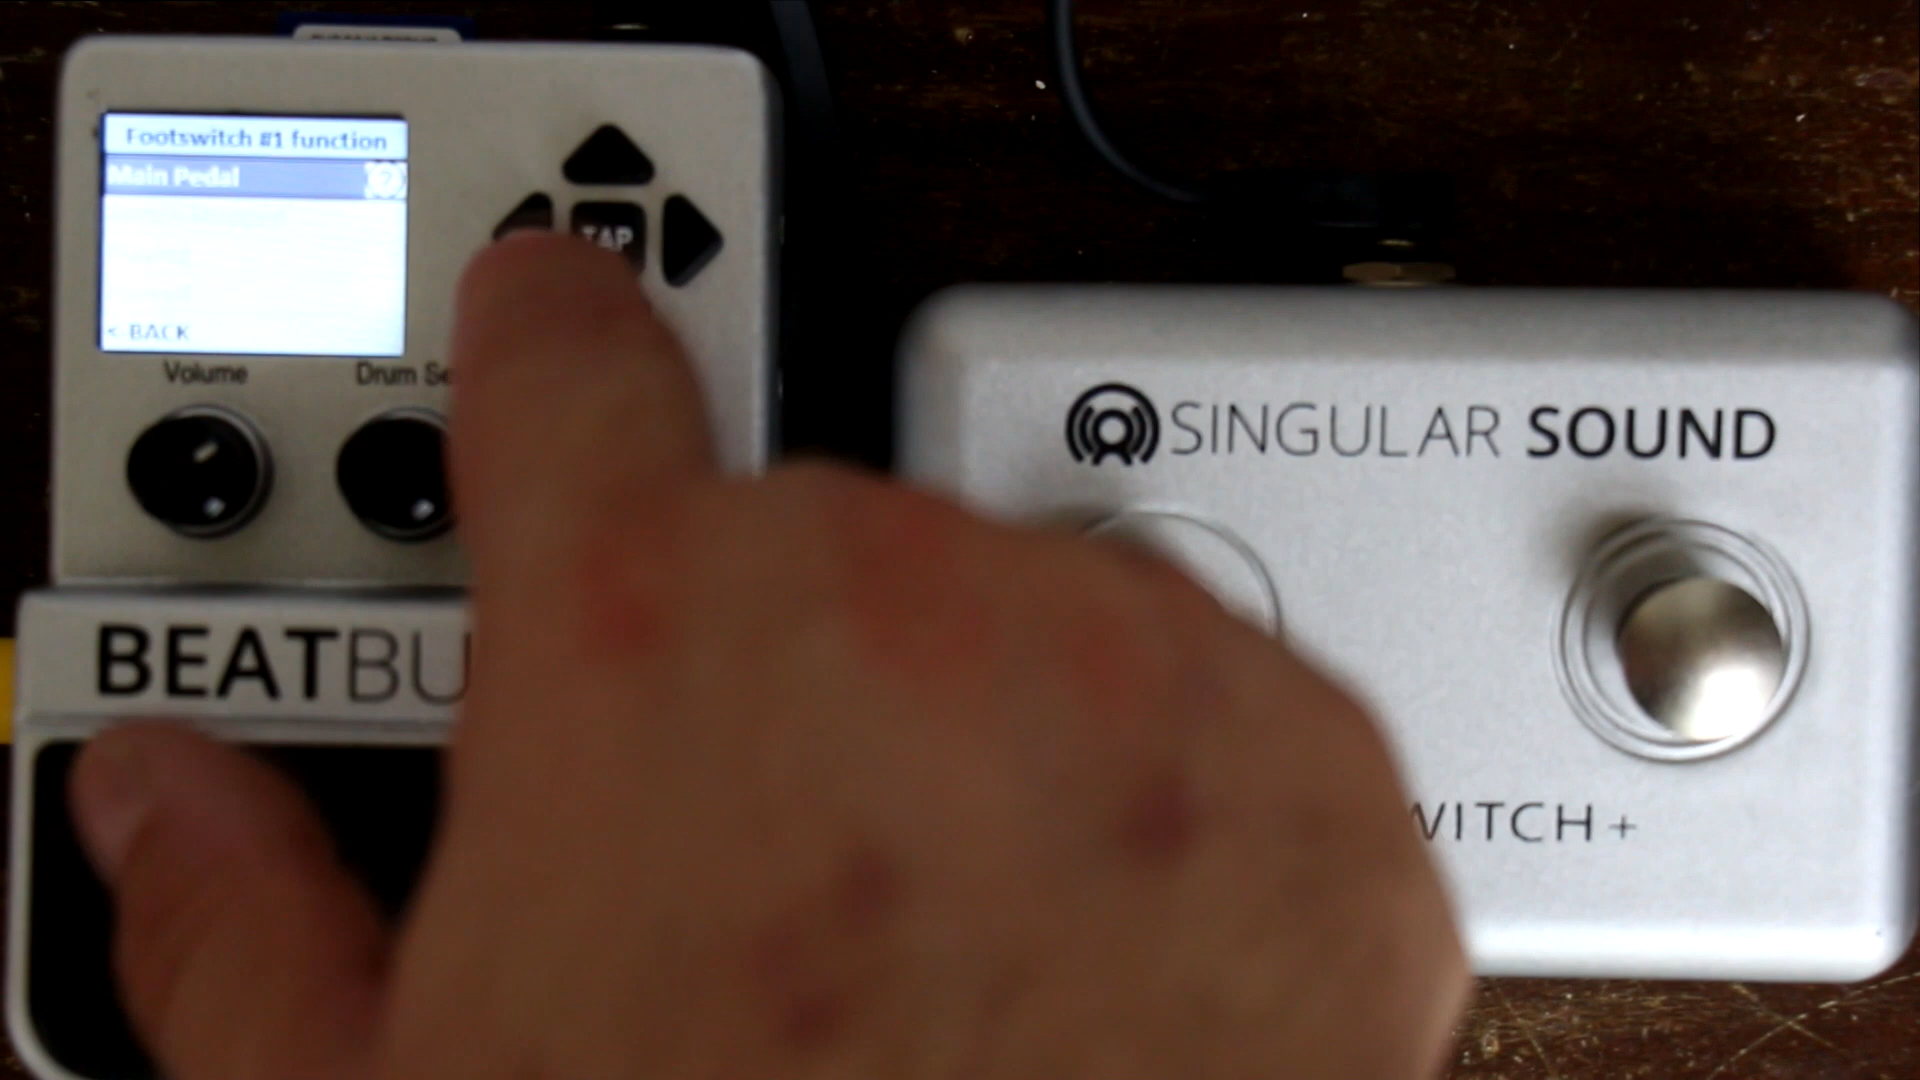 Footswitch #1 function
Main Pedal
< BACK
TAP
Volume
Drum Se
SINGULAR SOUND
BEATBU
WITCH +